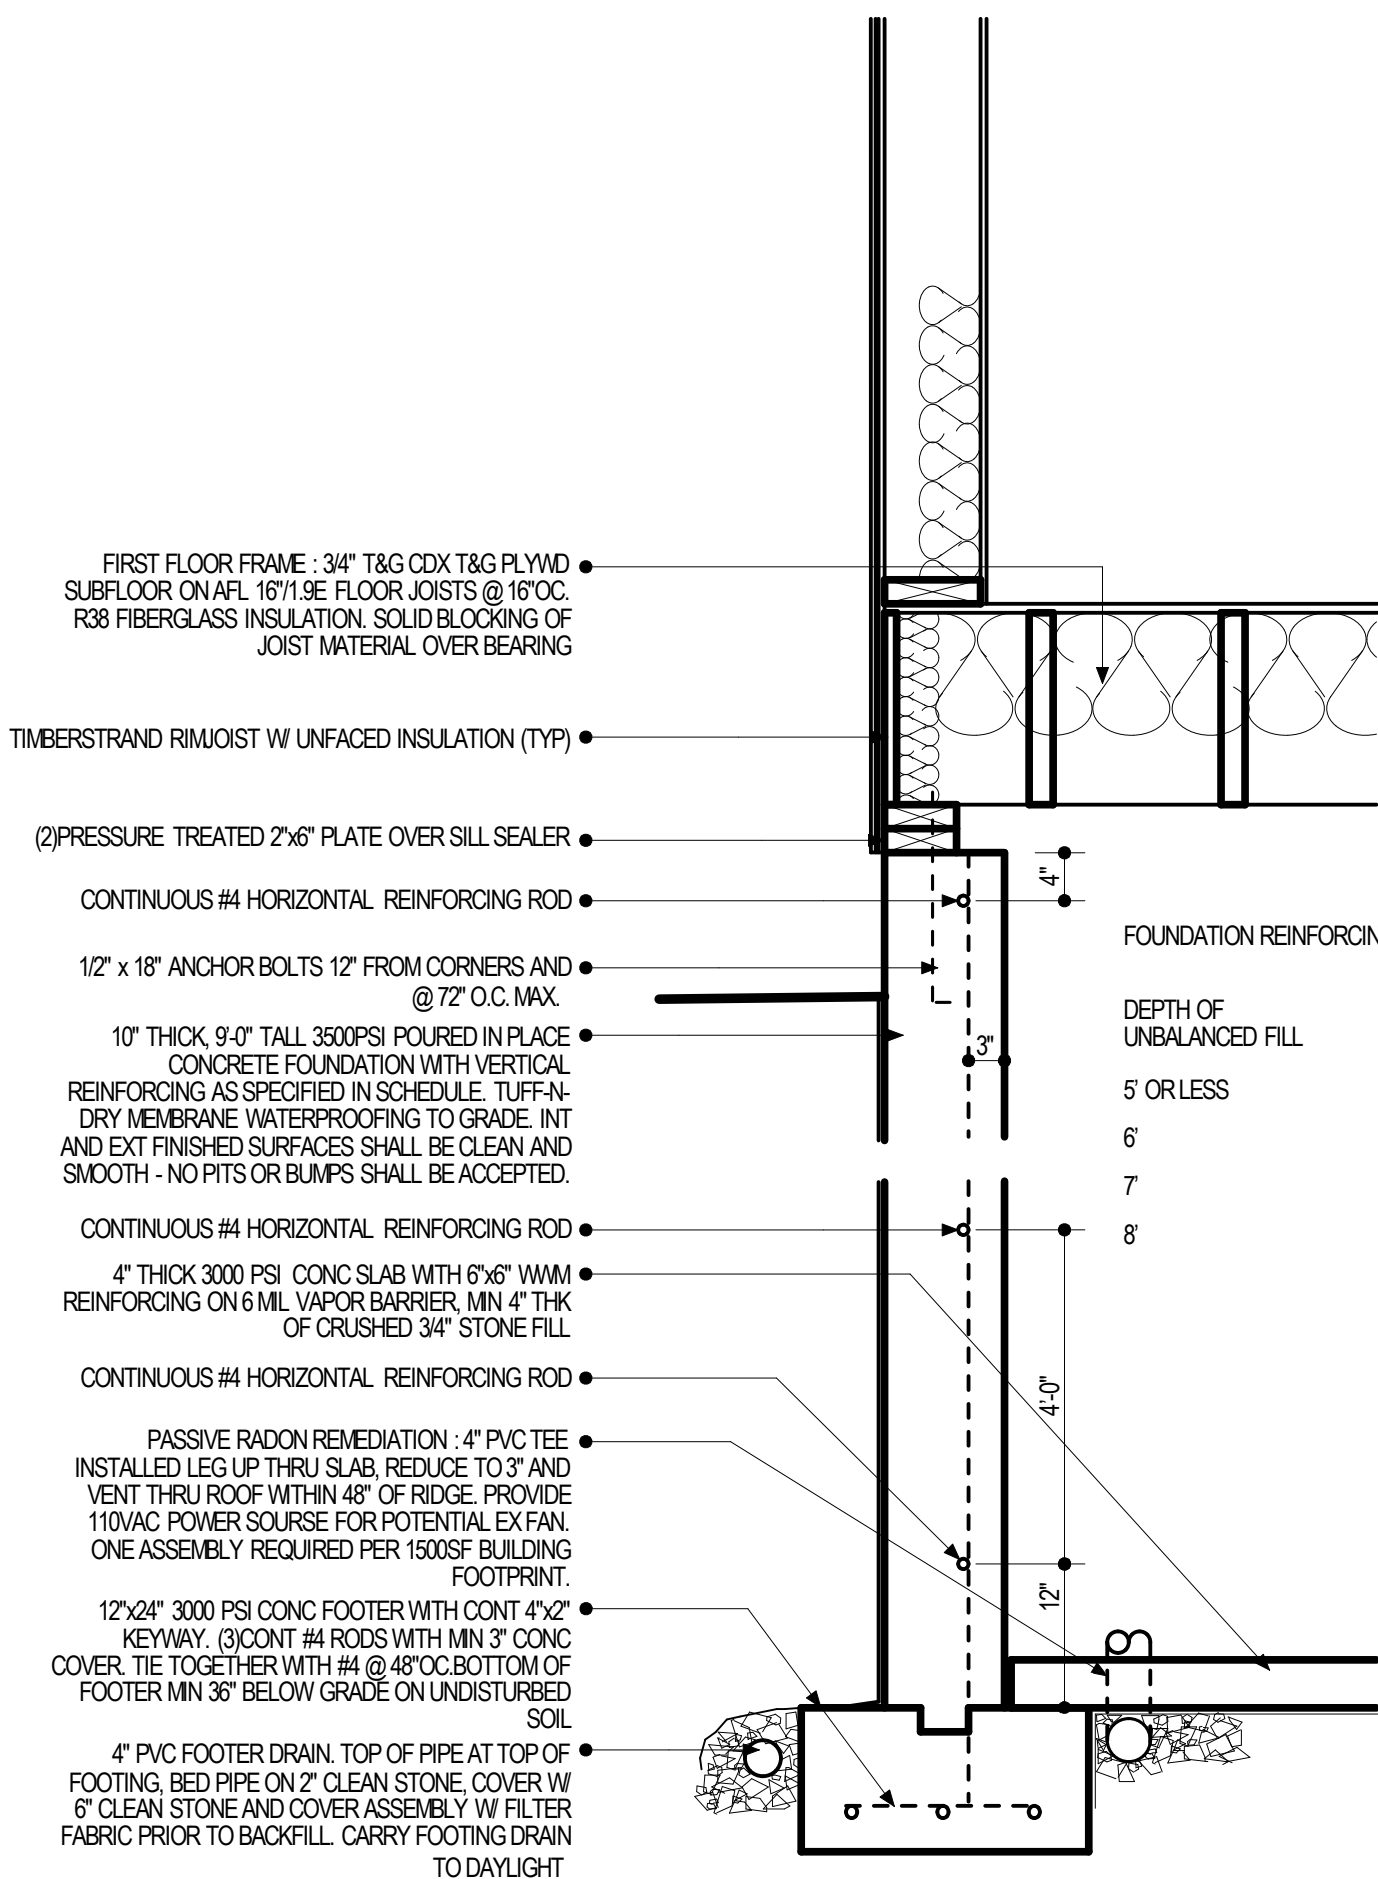 FIRST FLOOR FRAME : 3/4" T&G CDX T&G PLYWD
SUBFLOOR ON AFL 16"/1.9E FLOOR JOISTS @ 16"OC.
R38 FIBERGLASS INSULATION. SOLID BLOCKING OF
JOIST MATERIAL OVER BEARING
TIMBERSTRAND RIMJOIST W/ UNFACED INSULATION (TYP)
(2)PRESSURE TREATED 2"x6" PLATE OVER SILL SEALER
4"
CONTINUOUS #4 HORIZONTAL REINFORCING ROD
FOUNDATION REINFORCIN
1/2" x 18" ANCHOR BOLTS 12" FROM CORNERS AND
@ 72" O.C. MAX.
DEPTH OF
UNBALANCED FILL
5' OR LESS
6'
7'
8'
10" THICK, 9'-0" TALL 3500PSI POURED IN PLACE
CONCRETE FOUNDATION WITH VERTICAL
REINFORCING AS SPECIFIED IN SCHEDULE. TUFF-N-
DRY MEMBRANE WATERPROOFING TO GRADE. INT
AND EXT FINISHED SURFACES SHALL BE CLEAN AND
SMOOTH - NO PITS OR BUMPS SHALL BE ACCEPTED.
3"
CONTINUOUS #4 HORIZONTAL REINFORCING ROD
4" THICK 3000 PSI CONC SLAB WITH 6"x6" WWM
REINFORCING ON 6 MIL VAPOR BARRIER, MIN 4" THK
OF CRUSHED 3/4" STONE FILL
CONTINUOUS #4 HORIZONTAL REINFORCING ROD
4'-0"
PASSIVE RADON REMEDIATION : 4" PVC TEE
INSTALLED LEG UP THRU SLAB, REDUCE TO 3" AND
VENT THRU ROOF WITHIN 48" OF RIDGE. PROVIDE
110VAC POWER SOURSE FOR POTENTIAL EX FAN.
ONE ASSEMBLY REQUIRED PER 1500SF BUILDING
FOOTPRINT.
12"
12"x24" 3000 PSI CONC FOOTER WITH CONT 4"x2"
KEYWAY. (3)CONT #4 RODS WITH MIN 3" CONC
COVER. TIE TOGETHER WITH #4 @ 48"OC.BOTTOM OF
FOOTER MIN 36" BELOW GRADE ON UNDISTURBED
SOIL
4" PVC FOOTER DRAIN. TOP OF PIPE AT TOP OF
FOOTING, BED PIPE ON 2" CLEAN STONE, COVER W/
6" CLEAN STONE AND COVER ASSEMBLY W/ FILTER
FABRIC PRIOR TO BACKFILL. CARRY FOOTING DRAIN
TO DAYLIGHT